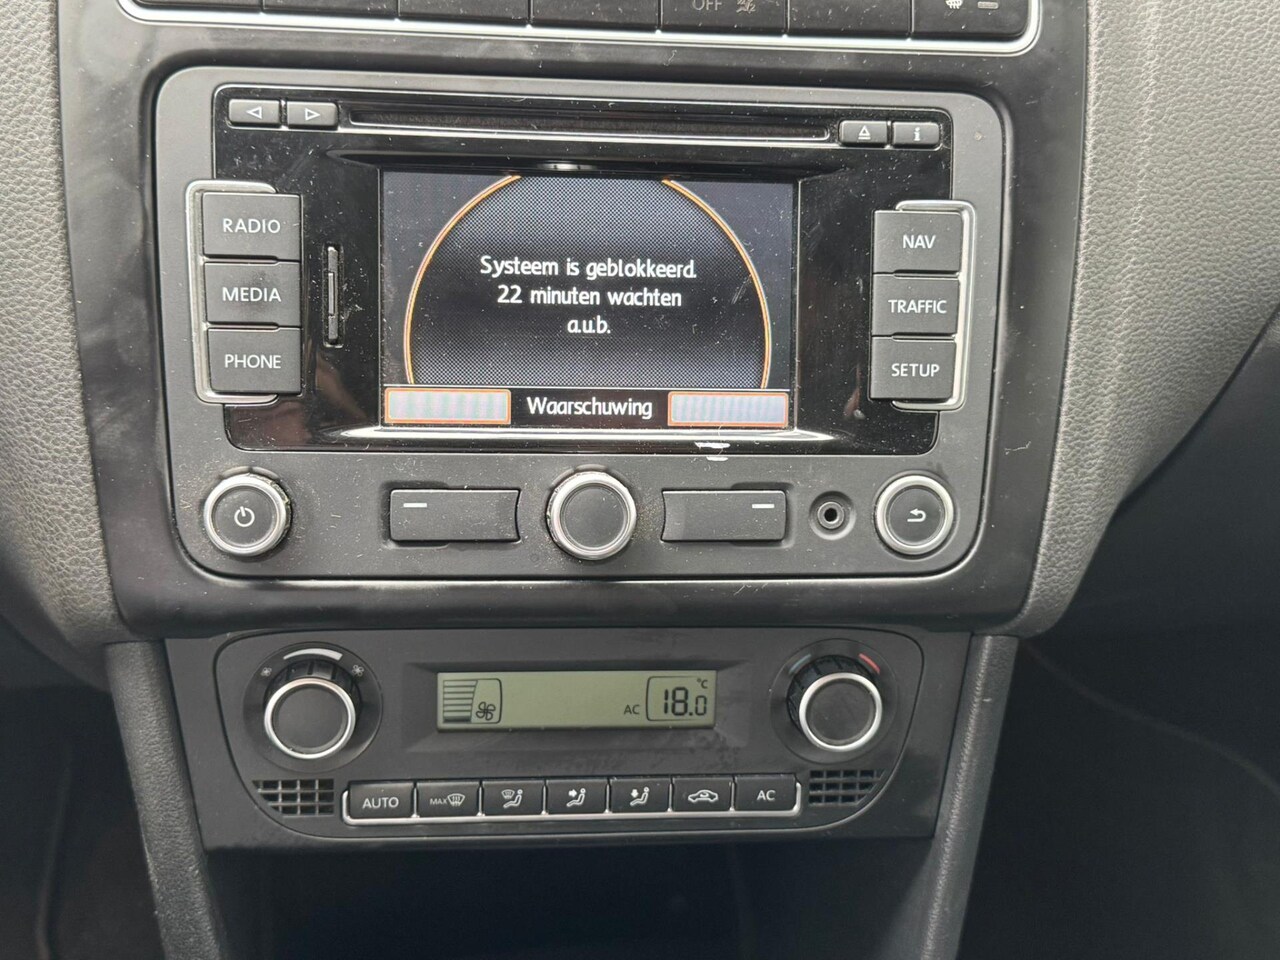 OFF
RADIO
MEDIA
PHONE
Systeem is geblokkeerd.
22 minuten wachten
a.u.b.
Waarschuwing
NAV
TRAFFIC
SETUP
AC 18.0 °C
AUTO
MAX
AC